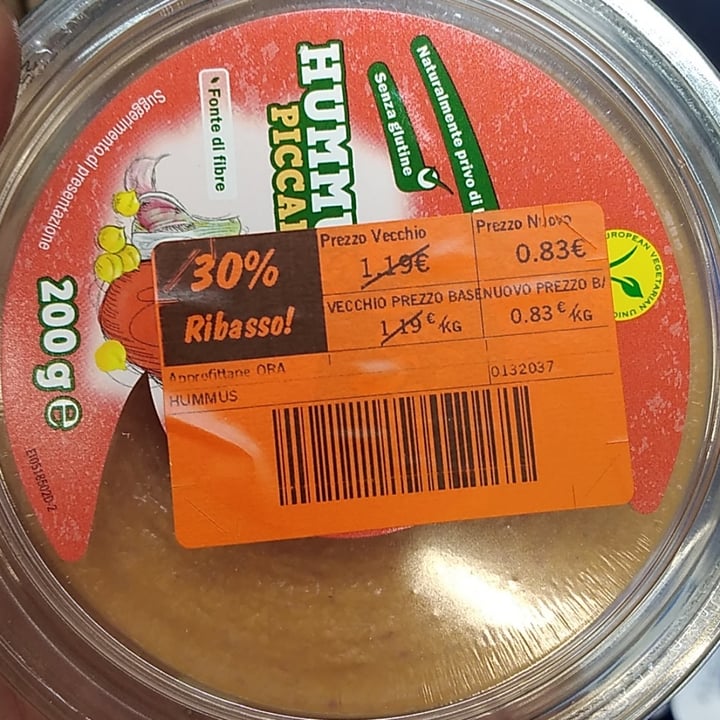 HUMMU
PICCA
Fonte di fibre
Senza glutine
Naturalmente privo di
Suggerimento di presentazione
200 g e
EUROPEAN VEGETARIAN UNION
30%
Ribasso!
Prezzo Vecchio
1.19€
Prezzo Nuovo
0.83€
VECCHIO PREZZO BASE
1.19 € KG
NUOVO PREZZO BA
0.83 € KG
Approfittane ORA
0132037
HUMMUS